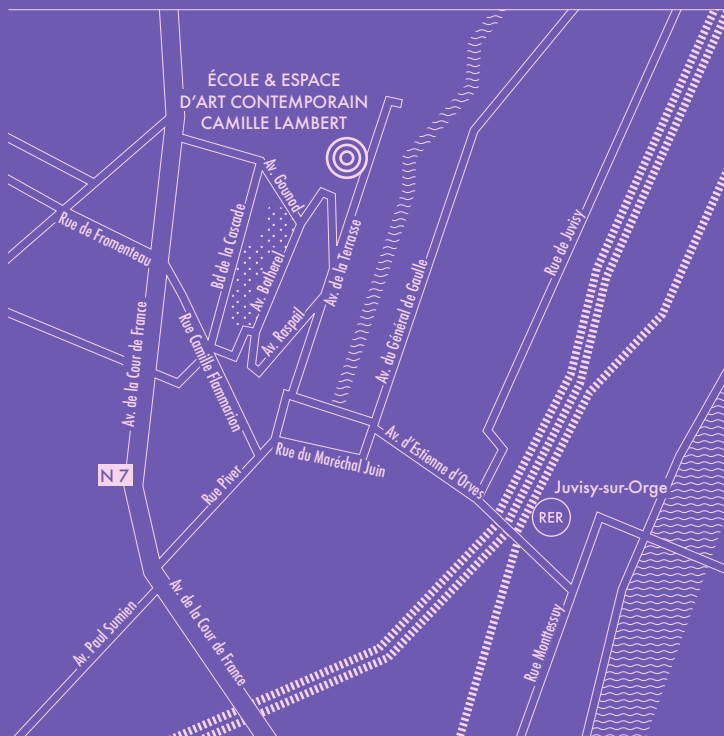 ÉCOLE & ESPACE
D'ART CONTEMPORAIN
CAMILLE LAMBERT
Av. Gounod
Rue de Fromenteau
Bd de la Cascade
Av. Botherel
Av. de la Terrasse
Rue de Juvisy
Av. de la Cour de France
Rue Camille Flammarion
Av. Raspail
Av. du Général de Gaulle
Av. d'Estienne d'Orves
Rue du Maréchal Juin
N 7
Rue Piver
Juvisy-sur-Orge
RER
Av. Paul Sumien
Av. de la Cour de France
Rue Monttessuy